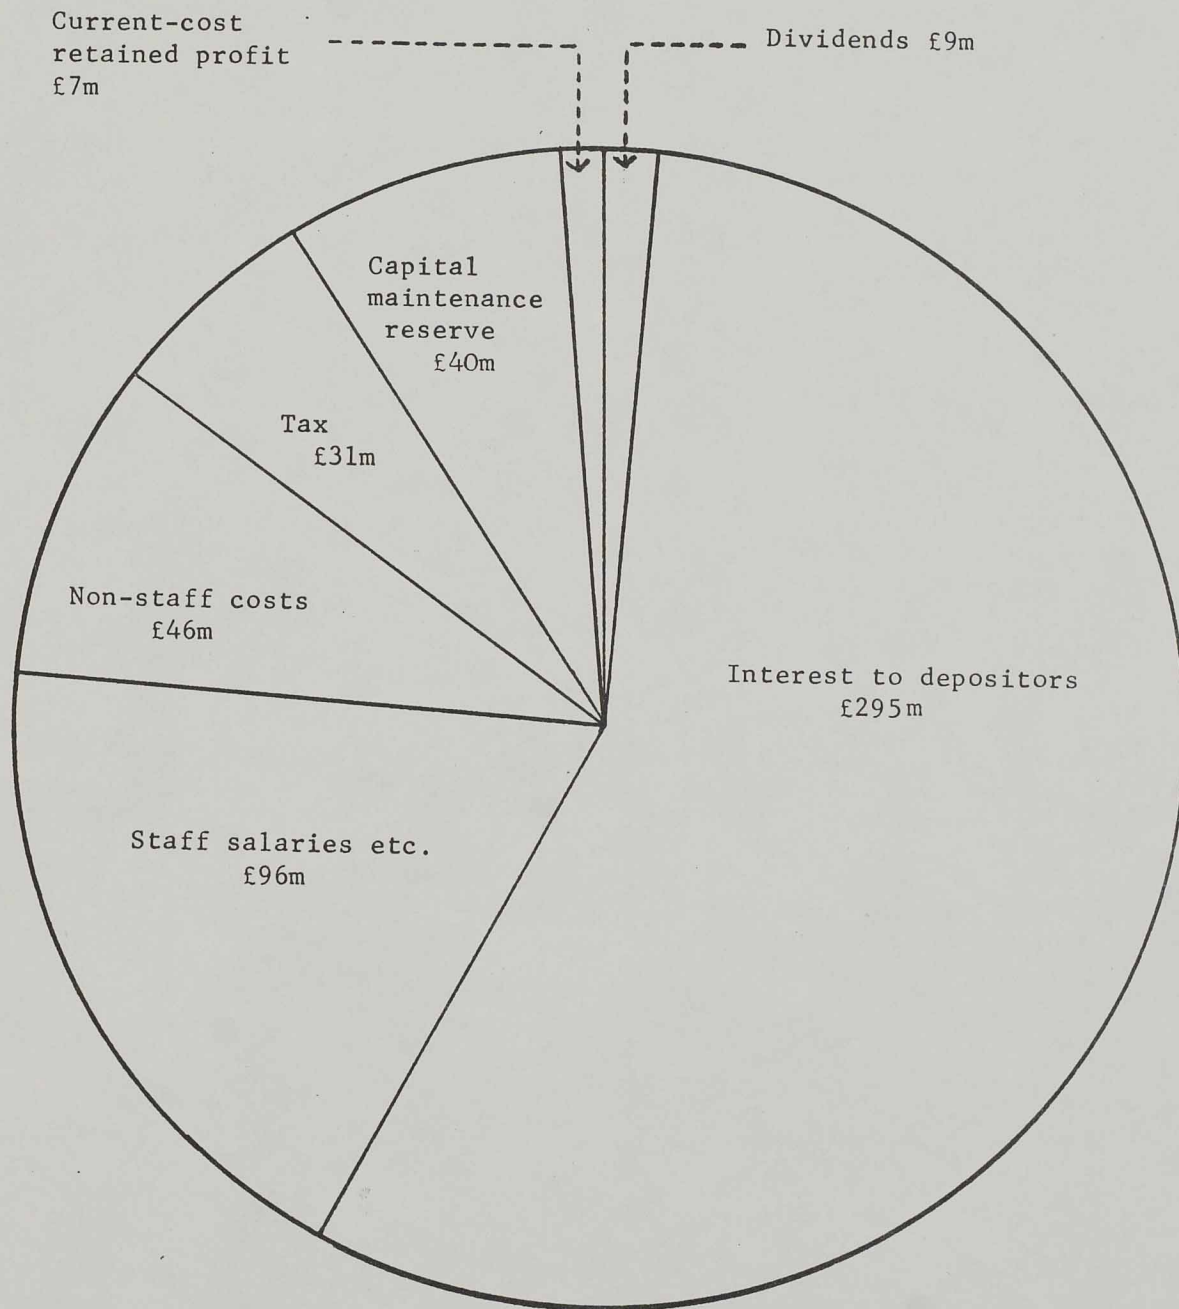 Current-cost
retained profit
£7m
Dividends £9m
Capital
maintenance
reserve
£40m
Tax
£31m
Non-staff costs
£46m
Interest to depositors
£295m
Staff salaries etc.
£96m